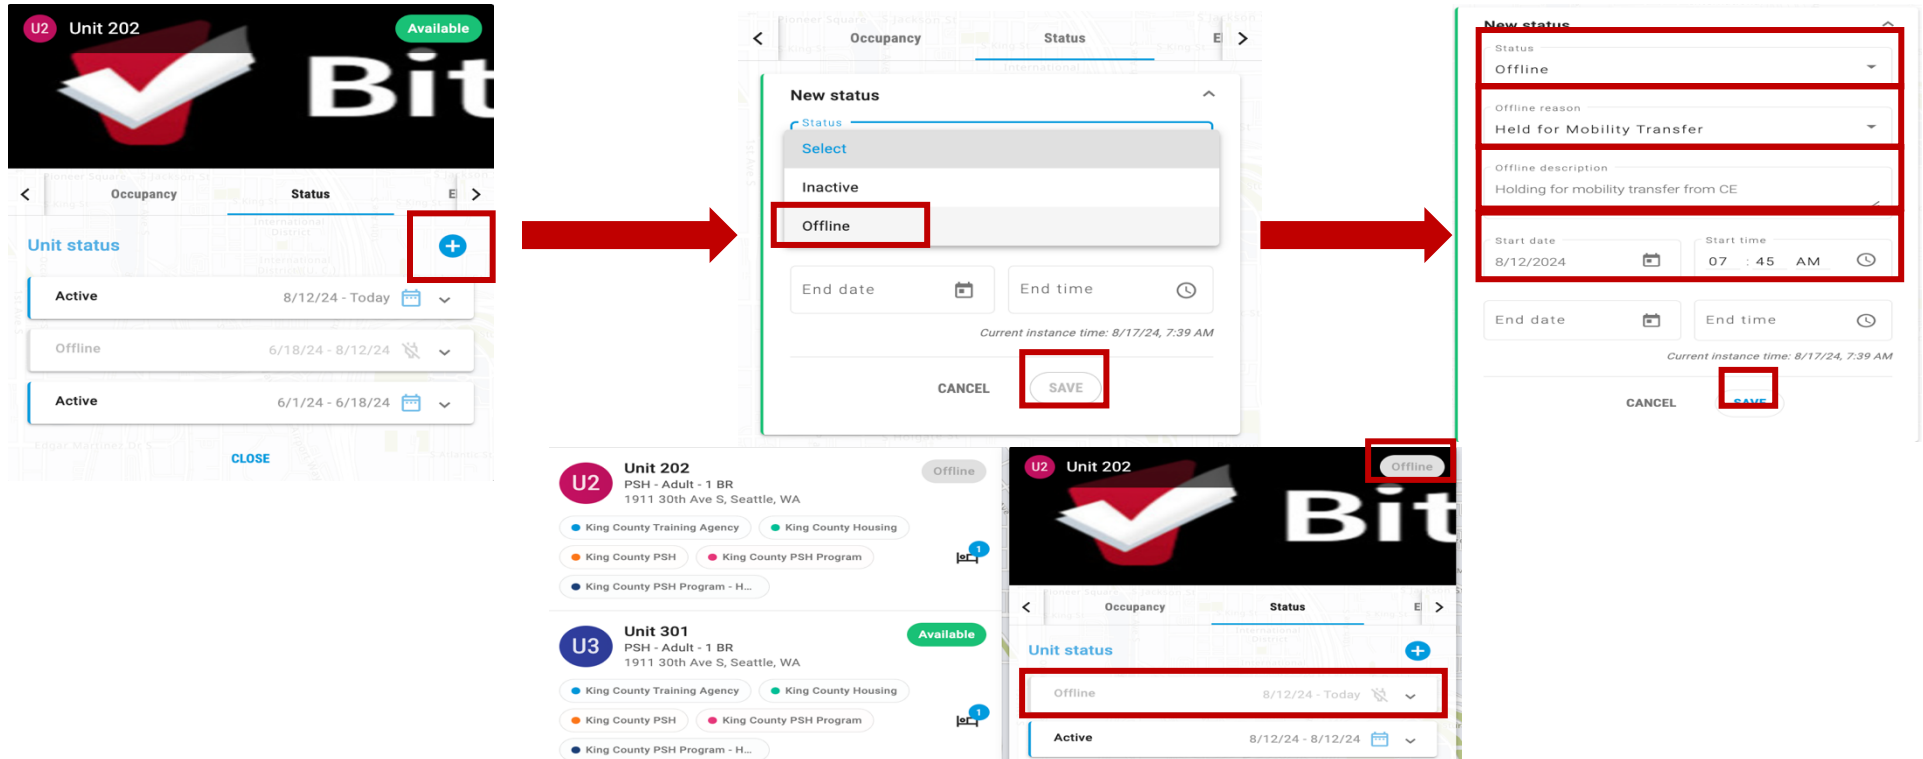 U2 Unit 202 Available
Bit
Occupancy Status E
Unit status
Active 8/12/24 - Today
Offline 6/18/24 - 8/12/24
Active 6/1/24 - 6/18/24
CLOSE
Occupancy Status E
New status
Status
Select
Inactive
Offline
End date End time
Current instance time: 8/17/24, 7:39 AM
CANCEL SAVE
New status
Status
Offline
Offline reason
Held for Mobility Transfer
Offline description
Holding for mobility transfer from CE
Start date Start time
8/12/2024 07 : 45 AM
End date End time
Current instance time: 8/17/24, 7:39 AM
CANCEL SAVE
U2 Unit 202 Offline
PSH - Adult - 1 BR
1911 30th Ave S, Seattle, WA
King County Training Agency King County Housing
King County PSH King County PSH Program 1
King County PSH Program - H...
U3 Unit 301 Available
PSH - Adult - 1 BR
1911 30th Ave S, Seattle, WA
King County Training Agency King County Housing
King County PSH King County PSH Program 1
King County PSH Program - H...
U2 Unit 202 Offline
Bit
Occupancy Status E
Unit status
Offline 8/12/24 - Today
Active 8/12/24 - 8/12/24